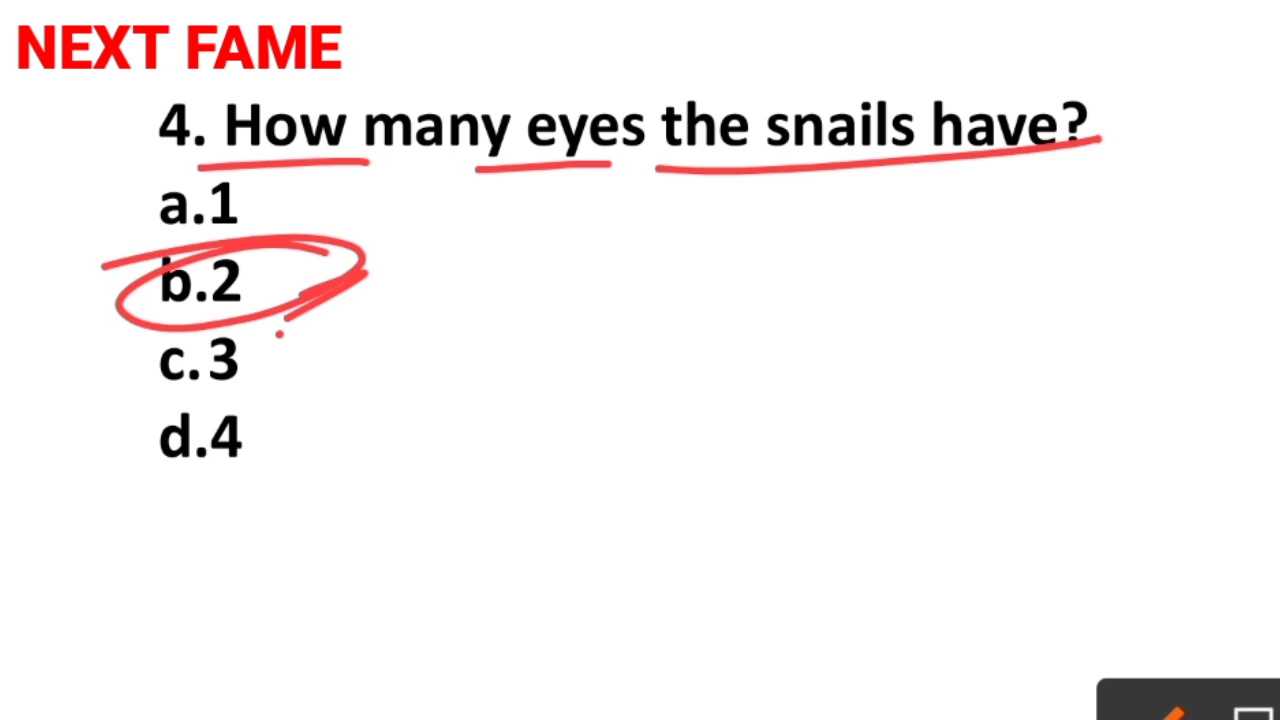 NEXT FAME
4. How many eyes the snails have?
a.1
b.2
c.3
d.4